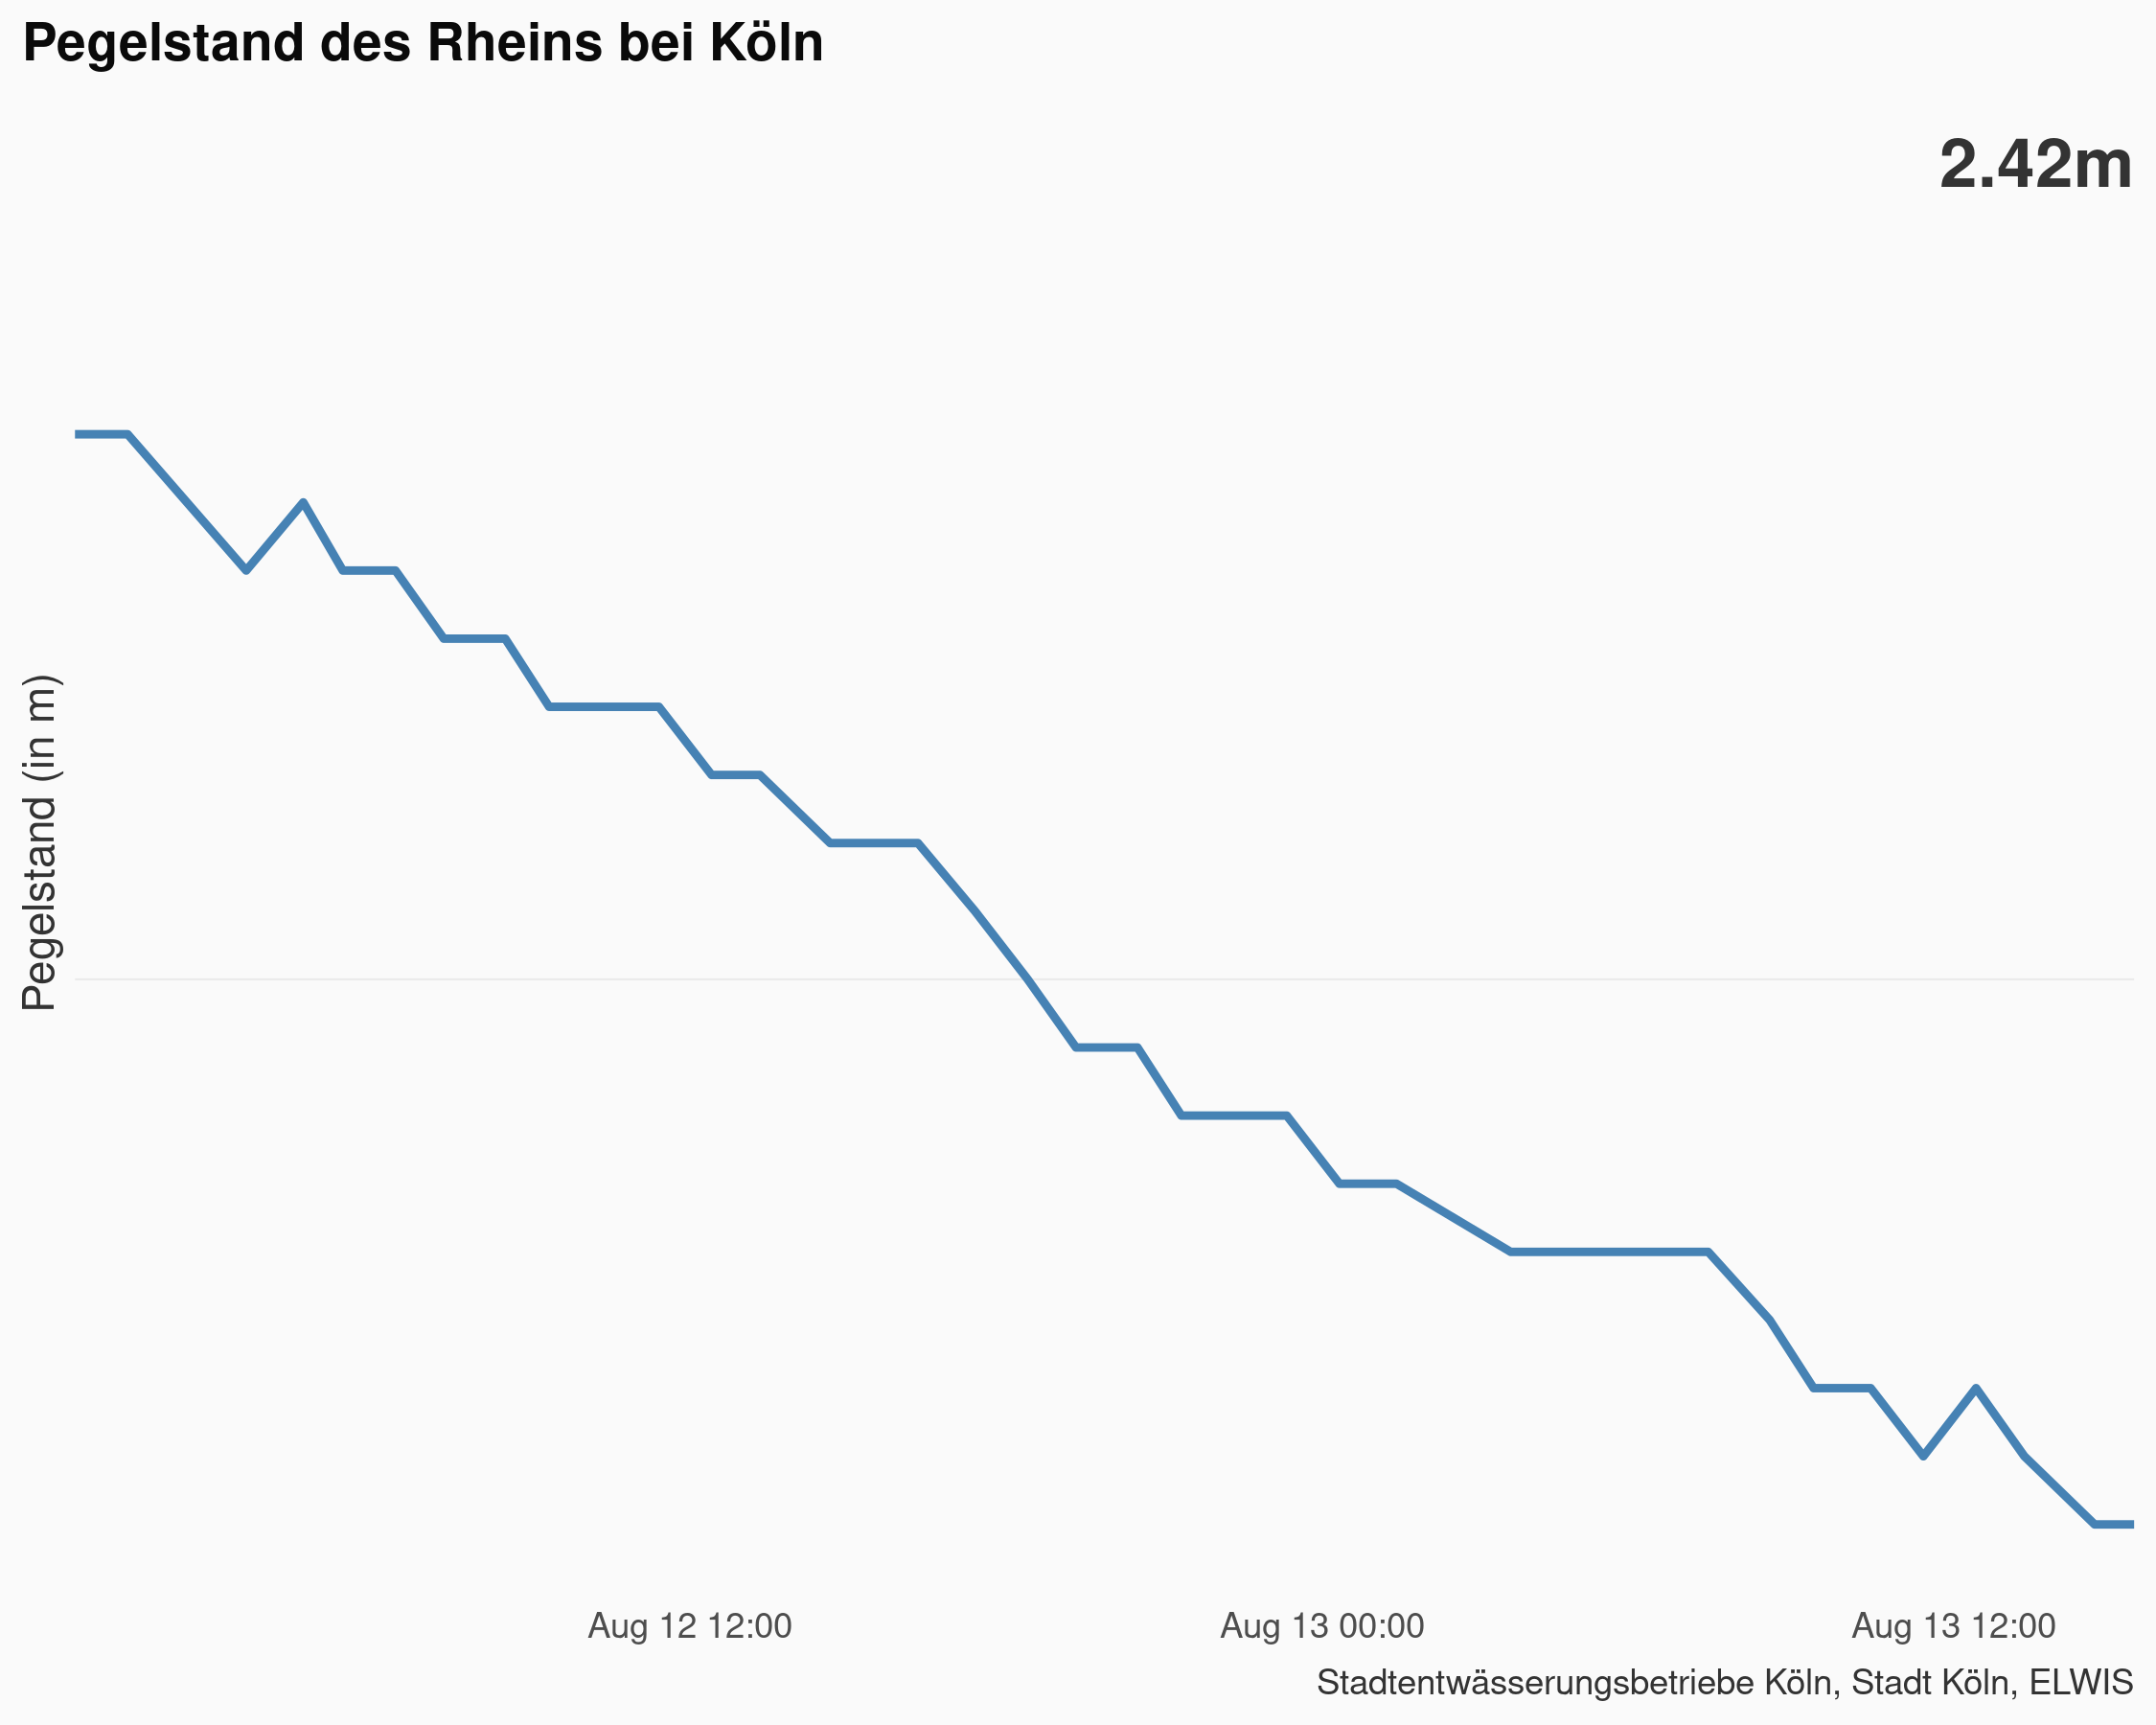 Pegelstand des Rheins bei Köln
2.42m
Pegelstand (in m)
Aug 12 12:00
Aug 13 00:00
Aug 13 12:00
Stadtentwässerungsbetriebe Köln, Stadt Köln, ELWIS